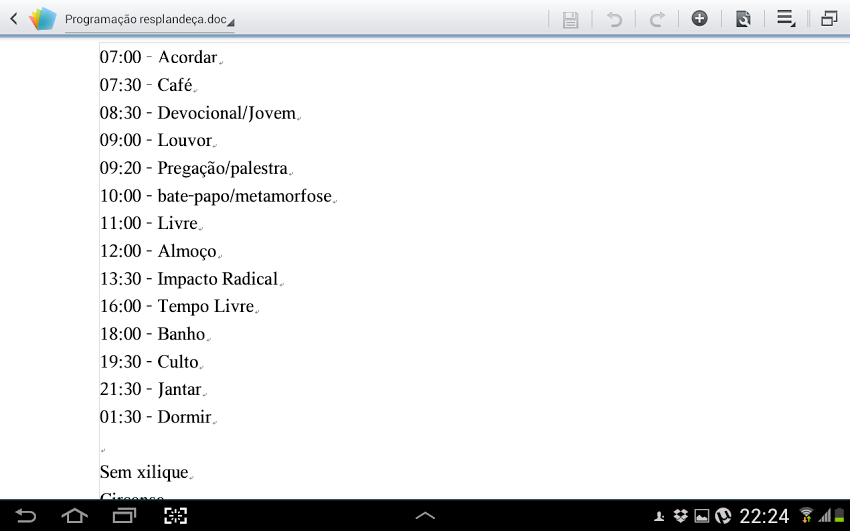 Programação resplandeça.doc
07:00 - Acordar
07:30 - Café
08:30 - Devocional/Jovem
09:00 - Louvor
09:20 - Pregação/palestra
10:00 - bate-papo/metamorfose
11:00 - Livre
12:00 - Almoço
13:30 - Impacto Radical
16:00 - Tempo Livre
18:00 - Banho
19:30 - Culto
21:30 - Jantar
01:30 - Dormir
Sem xilique
22:24